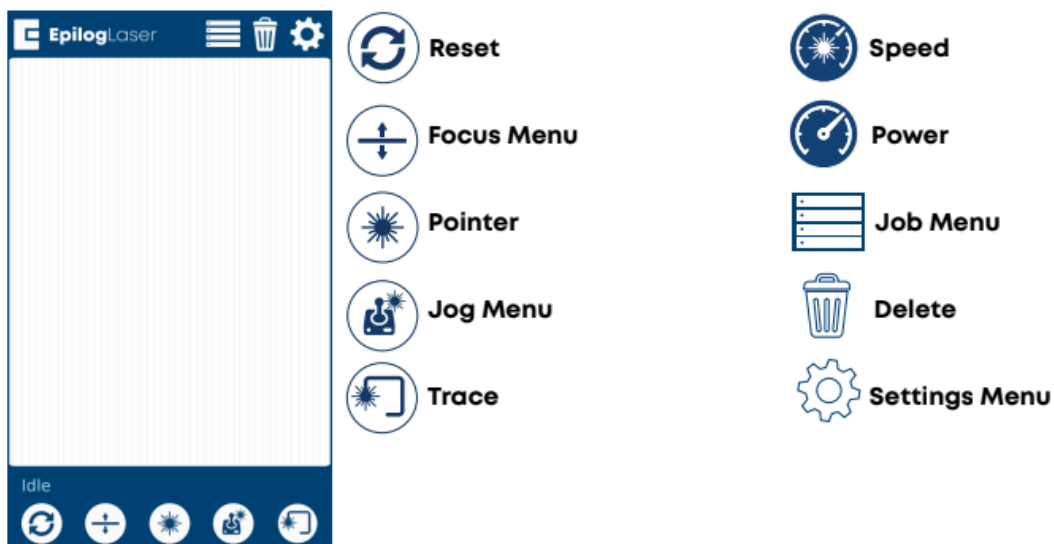 EpilogLaser
Reset
Speed
Focus Menu
Power
Pointer
Job Menu
Jog Menu
Delete
Trace
Settings Menu
Idle